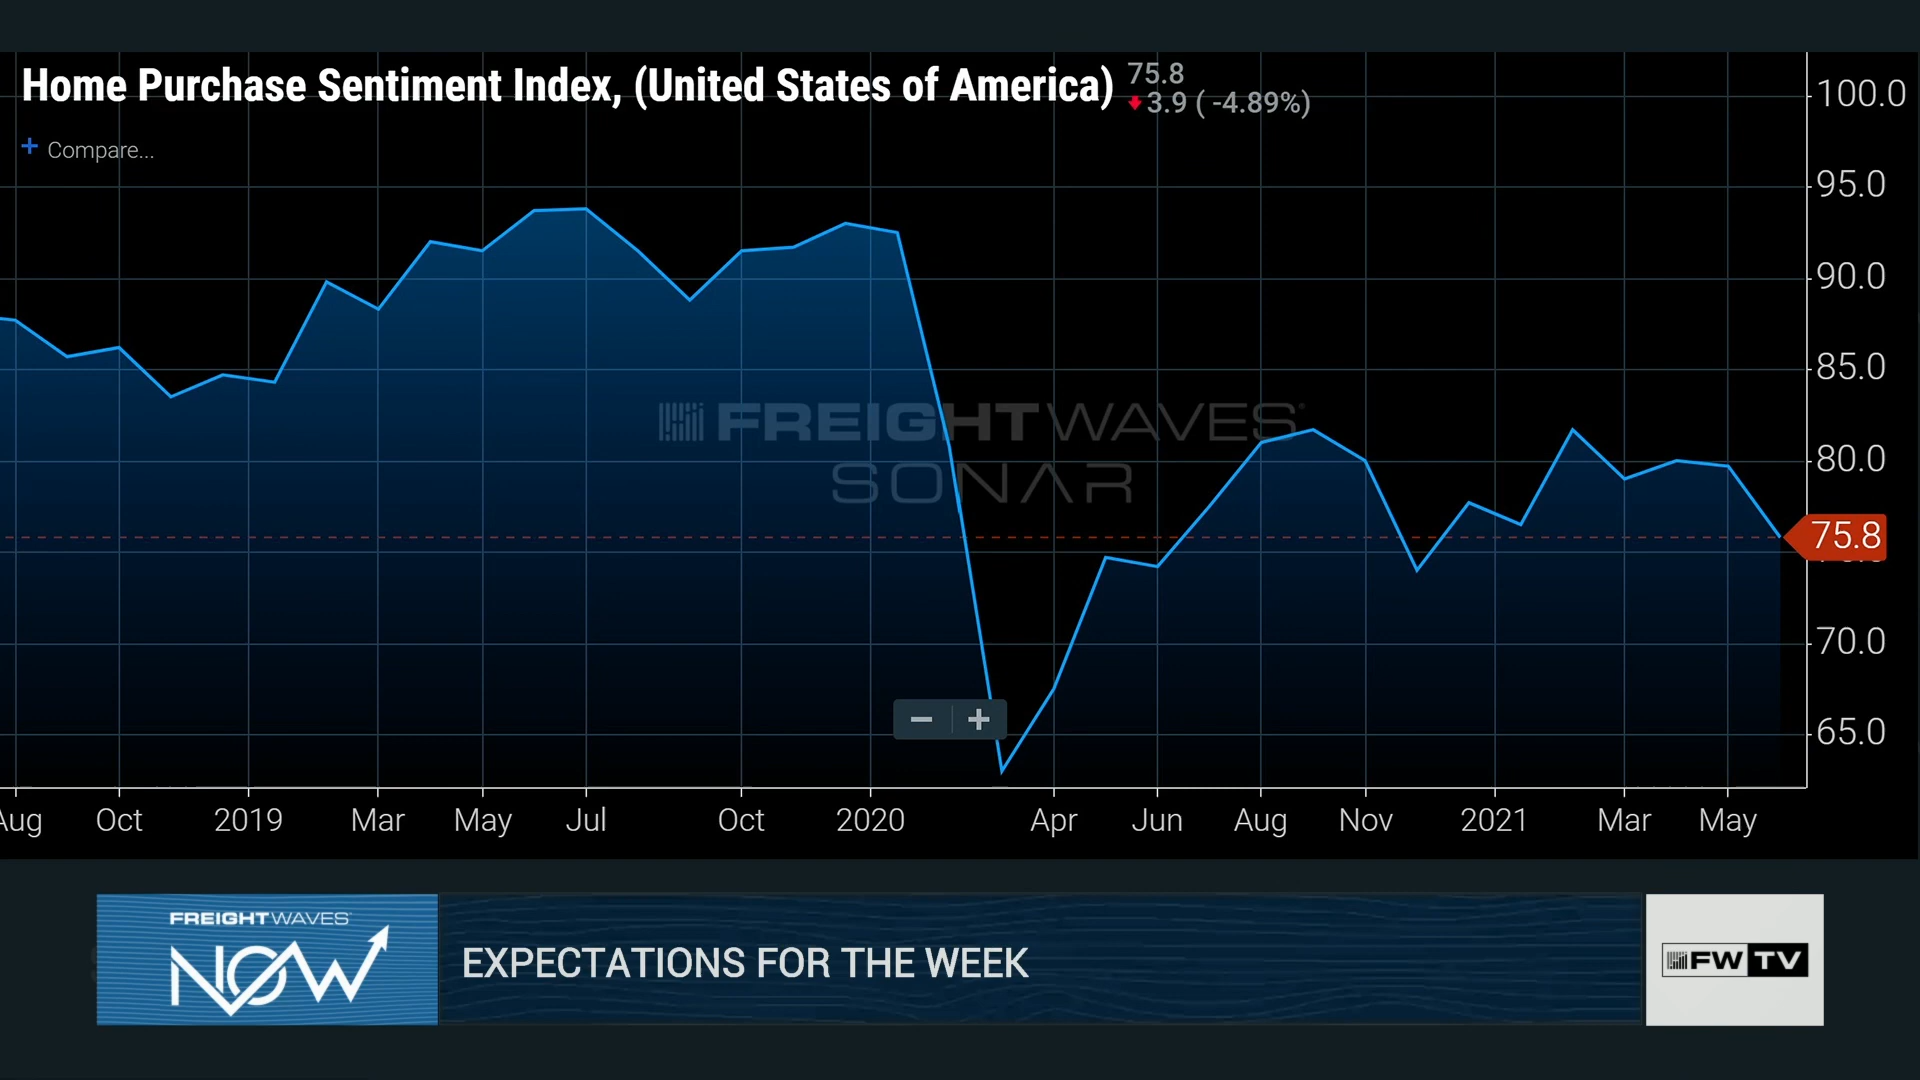 Home Purchase Sentiment Index, (United States of America)
75.8
3.9 ( -4.89%)
+ Compare...
100.0
95.0
90.0
85.0
80.0
75.8
70.0
65.0
FREIGHTWAVES
SONAR
− +
Aug Oct 2019 Mar May Jul Oct 2020 Apr Jun Aug Nov 2021 Mar May
FREIGHTWAVES
NOW
EXPECTATIONS FOR THE WEEK
FW TV